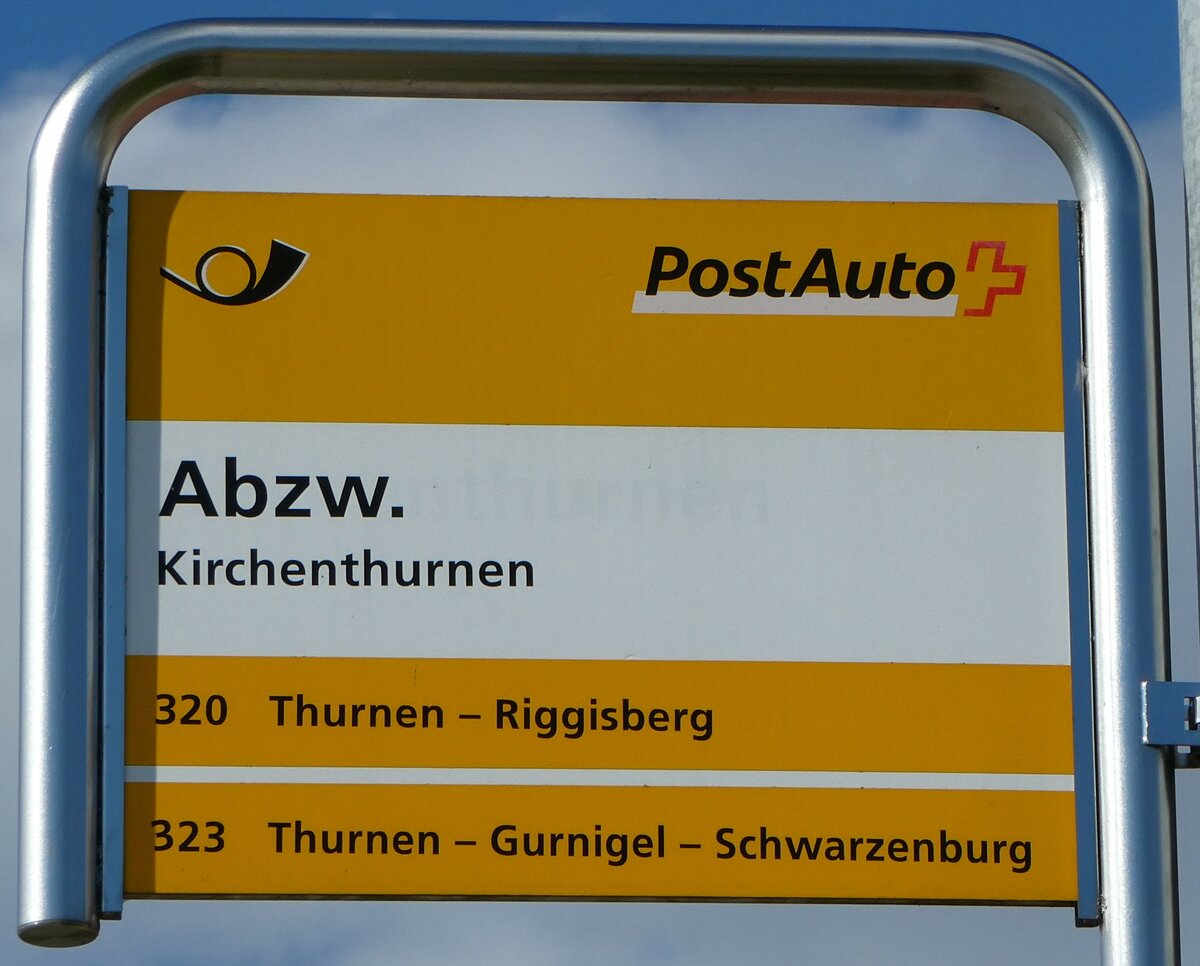 PostAuto
Abzw.
Kirchenthurnen
320 Thurnen – Riggisberg
323 Thurnen – Gurnigel – Schwarzenburg